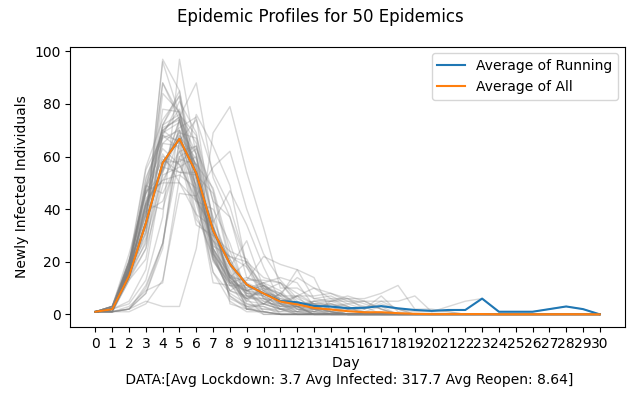 Epidemic Profiles for 50 Epidemics
100
80
60
40
20
0
Newly Infected Individuals
Average of Running
Average of All
0 1 2 3 4 5 6 7 8 9 10 11 12 13 14 15 16 17 18 19 20 21 22 23 24 25 26 27 28 29 30
Day
DATA:[Avg Lockdown: 3.7 Avg Infected: 317.7 Avg Reopen: 8.64]